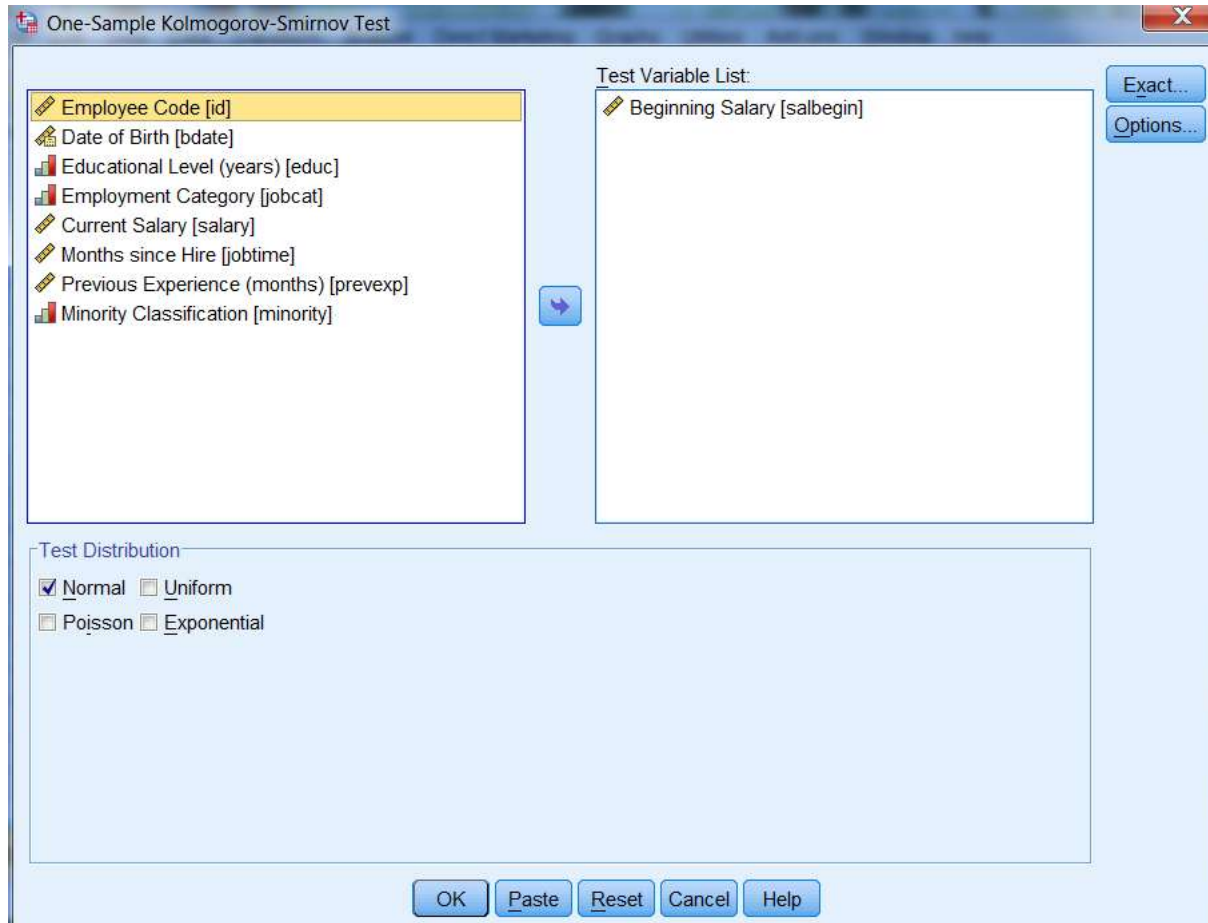 One-Sample Kolmogorov-Smirnov Test
X
Employee Code [id]
Date of Birth [bdate]
Educational Level (years) [educ]
Employment Category [jobcat]
Current Salary [salary]
Months since Hire [jobtime]
Previous Experience (months) [prevexp]
Minority Classification [minority]
Test Variable List:
Beginning Salary [salbegin]
Exact...
Options...
Test Distribution
Normal Uniform
Poisson Exponential
OK Paste Reset Cancel Help